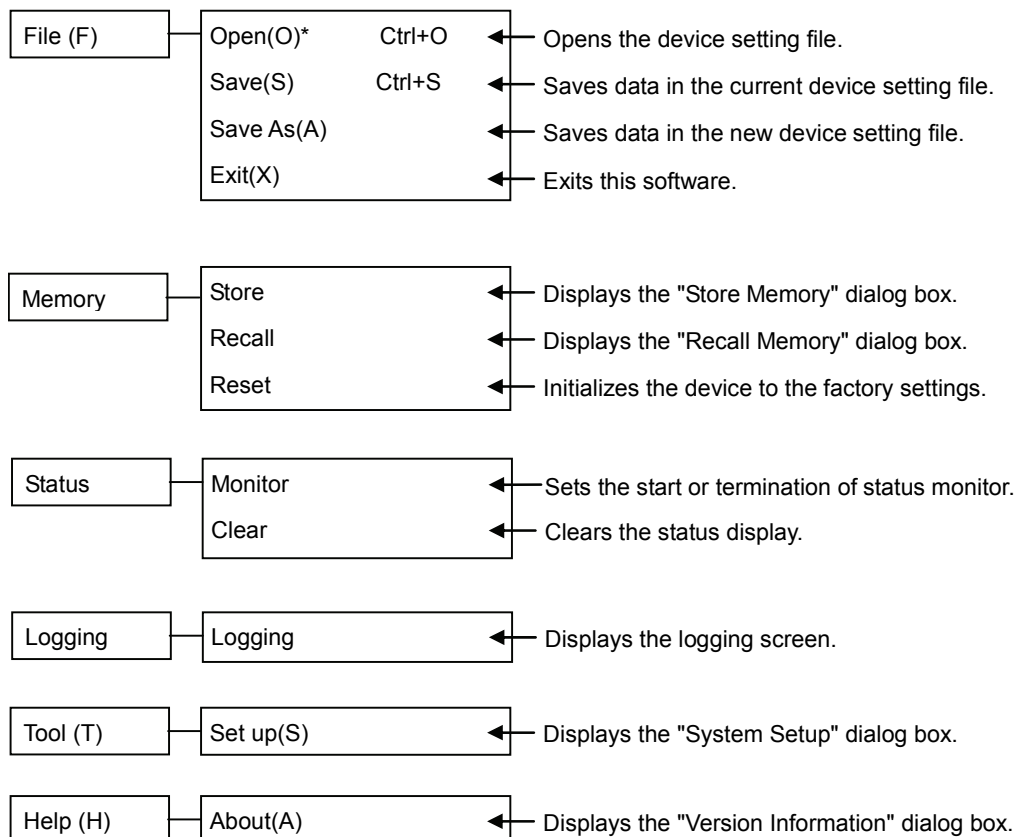 File (F) Open(O)* Ctrl+O Opens the device setting file.
Save(S) Ctrl+S Saves data in the current device setting file.
Save As(A) Saves data in the new device setting file.
Exit(X) Exits this software.
Memory Store Displays the "Store Memory" dialog box.
Recall Displays the "Recall Memory" dialog box.
Reset Initializes the device to the factory settings.
Status Monitor Sets the start or termination of status monitor.
Clear Clears the status display.
Logging Logging Displays the logging screen.
Tool (T) Set up(S) Displays the "System Setup" dialog box.
Help (H) About(A) Displays the "Version Information" dialog box.